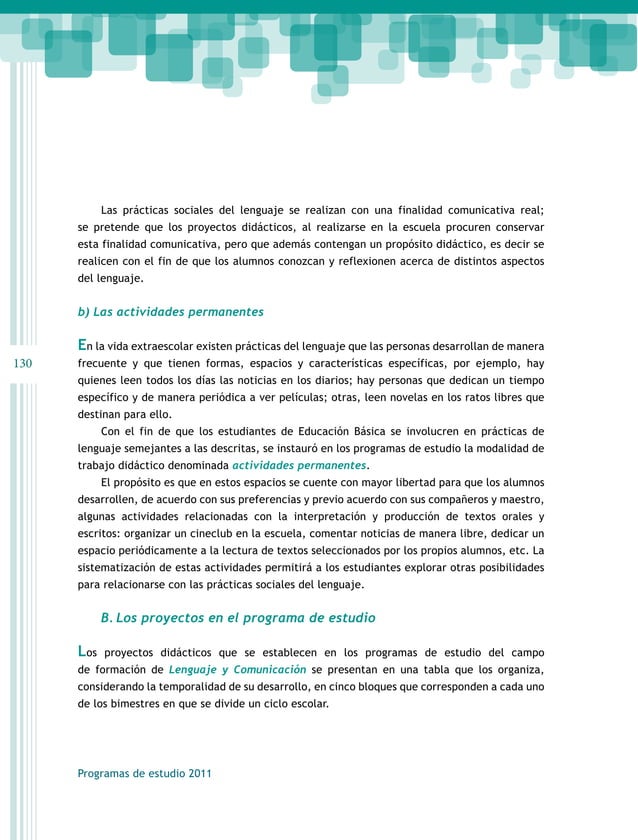 Las prácticas sociales del lenguaje se realizan con una finalidad comunicativa real;
se pretende que los proyectos didácticos, al realizarse en la escuela procuren conservar
esta finalidad comunicativa, pero que además contengan un propósito didáctico, es decir se
realicen con el fin de que los alumnos conozcan y reflexionen acerca de distintos aspectos
del lenguaje.
b) Las actividades permanentes
En la vida extraescolar existen prácticas del lenguaje que las personas desarrollan de manera
130
frecuente y que tienen formas, espacios y características específicas, por ejemplo, hay
quienes leen todos los días las noticias en los diarios; hay personas que dedican un tiempo
específico y de manera periódica a ver películas; otras, leen novelas en los ratos libres que
destinan para ello.
Con el fin de que los estudiantes de Educación Básica se involucren en prácticas de
lenguaje semejantes a las descritas, se instauró en los programas de estudio la modalidad de
trabajo didáctico denominada actividades permanentes.
El propósito es que en estos espacios se cuente con mayor libertad para que los alumnos
desarrollen, de acuerdo con sus preferencias y previo acuerdo con sus compañeros y maestro,
algunas actividades relacionadas con la interpretación y producción de textos orales y
escritos: organizar un cineclub en la escuela, comentar noticias de manera libre, dedicar un
espacio periódicamente a la lectura de textos seleccionados por los propios alumnos, etc. La
sistematización de estas actividades permitirá a los estudiantes explorar otras posibilidades
para relacionarse con las prácticas sociales del lenguaje.
B. Los proyectos en el programa de estudio
Los proyectos didácticos que se establecen en los programas de estudio del campo
de formación de Lenguaje y Comunicación se presentan en una tabla que los organiza,
considerando la temporalidad de su desarrollo, en cinco bloques que corresponden a cada uno
de los bimestres en que se divide un ciclo escolar.
Programas de estudio 2011